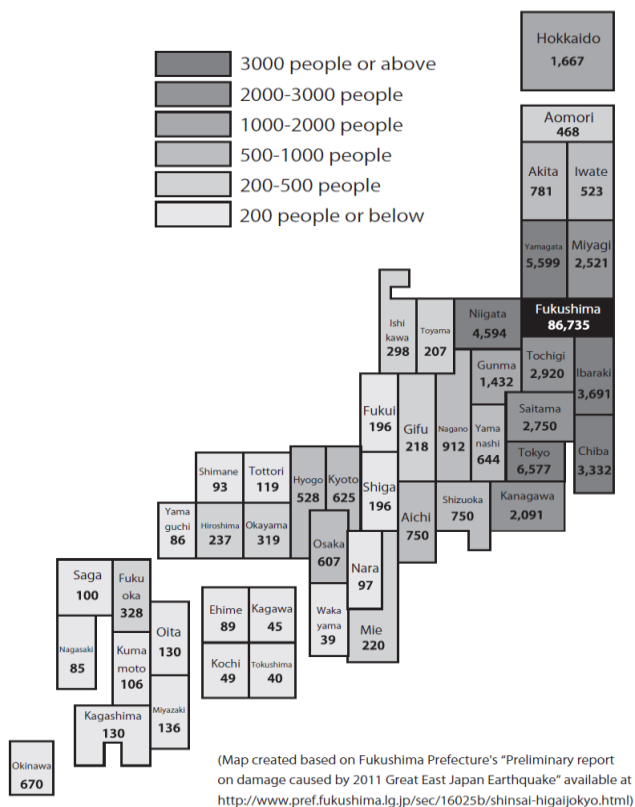 Hokkaido
1,667
3000 people or above
2000-3000 people
1000-2000 people
500-1000 people
200-500 people
200 people or below
Aomori
468
Akita
781
Iwate
523
Yamagata
5,599
Miyagi
2,521
Fukushima
86,735
Ishi
kawa
298
Toyama
207
Niigata
4,594
Gunma
1,432
Tochigi
2,920
Ibaraki
3,691
Fukui
196
Gifu
218
Nagano
912
Yama
nashi
644
Saitama
2,750
Tokyo
6,577
Chiba
3,332
Shimane
93
Tottori
119
Hyogo
528
Kyoto
625
Shiga
196
Aichi
750
Shizuoka
750
Kanagawa
2,091
Yama
guchi
86
Hiroshima
237
Okayama
319
Osaka
607
Nara
97
Waka
yama
39
Mie
220
Saga
100
Fuku
oka
328
Nagasaki
85
Kuma
moto
106
Oita
130
Ehime
89
Kagawa
45
Kochi
49
Tokushima
40
Kagashima
130
Miyazaki
136
Okinawa
670
(Map created based on Fukushima Prefecture's "Preliminary report
on damage caused by 2011 Great East Japan Earthquake" available at
http://www.pref.fukushima.lg.jp/sec/16025b/shinsai-higaijokyo.html)